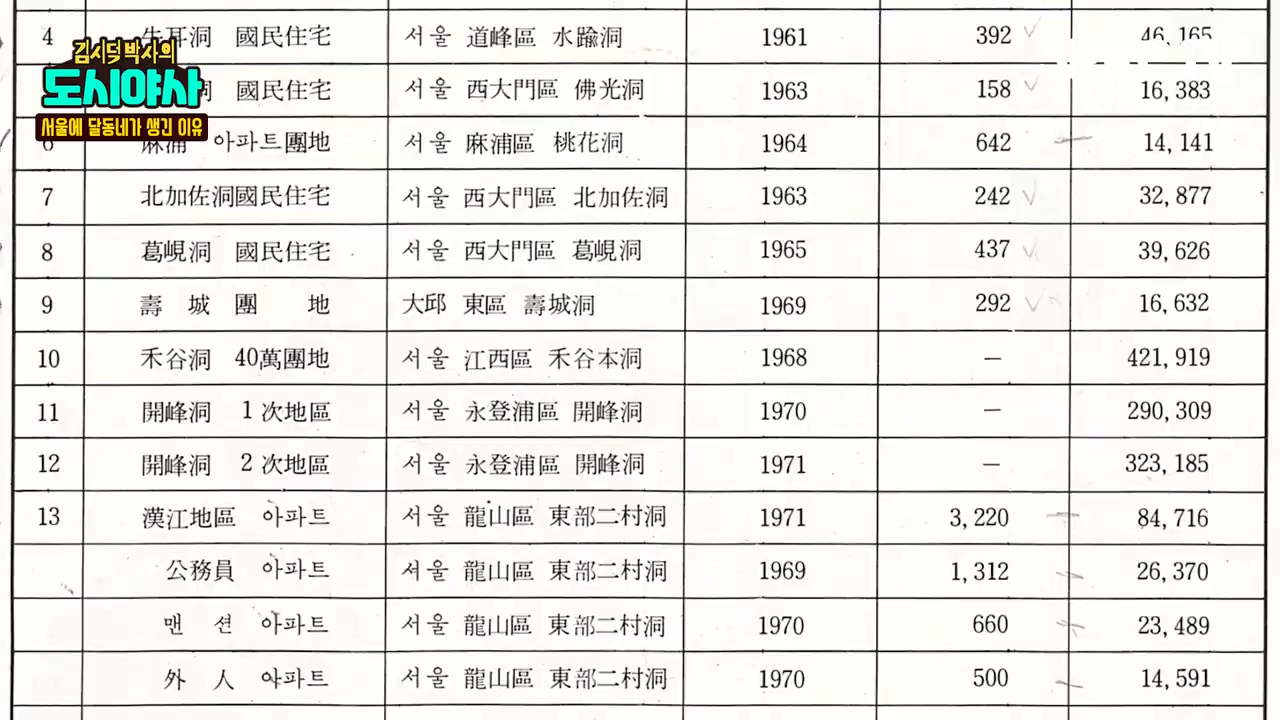 4 牛耳洞 國民住宅 서울 道峰區 水踰洞 1961 392 46,165
김시덕 박사의
도시야사
서울에 달동네가 생긴 이유
洞 國民住宅 서울 西大門區 佛光洞 1963 158 16,383
6 麻浦 아파트團地 서울 麻浦區 桃花洞 1964 642 14,141
7 北加佐洞國民住宅 서울 西大門區 北加佐洞 1963 242 32,877
8 葛峴洞 國民住宅 서울 西大門區 葛峴洞 1965 437 39,626
9 壽城團地 大邱 東區 壽城洞 1969 292 16,632
10 禾谷洞 40萬團地 서울 江西區 禾谷本洞 1968 — 421,919
11 開峰洞 1次地區 서울 永登浦區 開峰洞 1970 — 290,309
12 開峰洞 2次地區 서울 永登浦區 開峰洞 1971 — 323,185
13 漢江地區 아파트 서울 龍山區 東部二村洞 1971 3,220 84,716
公務員 아파트 서울 龍山區 東部二村洞 1969 1,312 26,370
맨션 아파트 서울 龍山區 東部二村洞 1970 660 23,489
外人 아파트 서울 龍山區 東部二村洞 1970 500 14,591